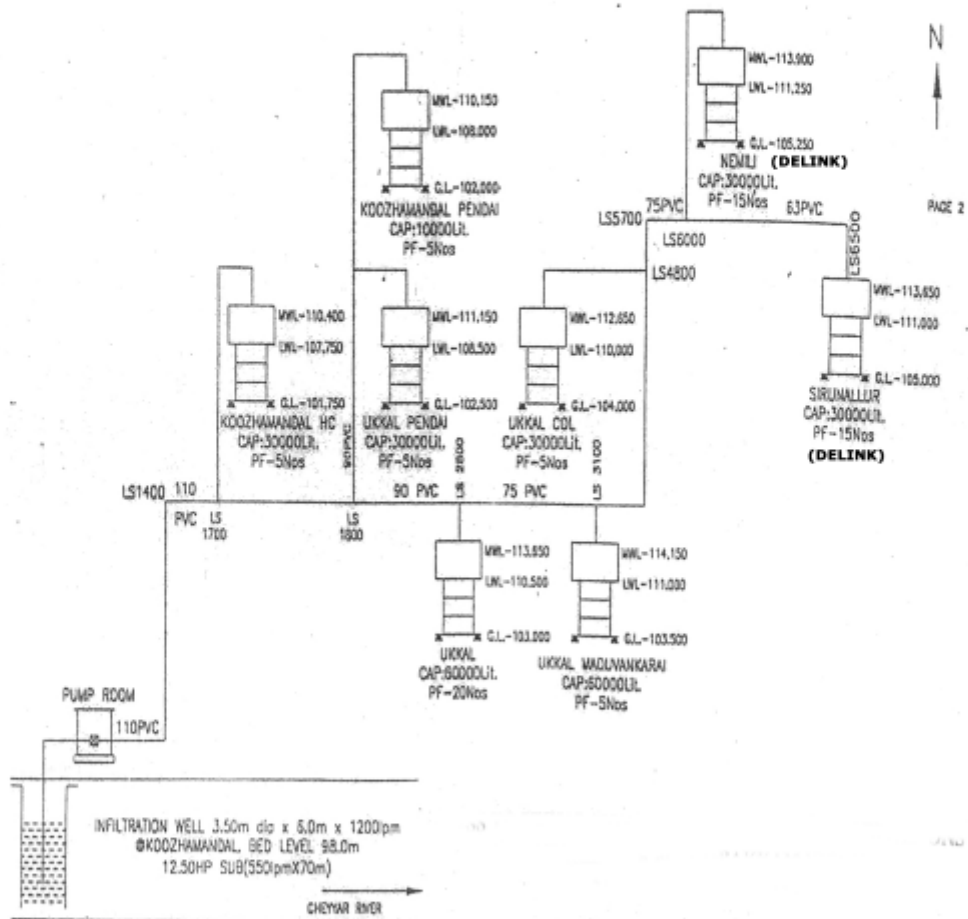 N
PAGE 2
MWL-113.900
LWL-111.250
G.L.-105.250
NEMILI (DELINK)
CAP:30000Lit.
PF-15Nos
MWL-110.150
LWL-108.000
G.L.-102.000
KOOZHAMANDAL PENDAI
CAP:10000Lit.
PF-5Nos
75PVC
63PVC
LS5700
LS6000
LS6500
LS4800
MWL-113.650
LWL-111.000
G.L.-105.000
SIRUNALLUR
CAP:30000Lit.
PF-15Nos
(DELINK)
MWL-110.400
LWL-107.750
G.L.-101.750
KOOZHAMANDAL HC
CAP:30000Lit.
PF-5Nos
MWL-111.150
LWL-108.500
G.L.-102.500
UKKAL PENDAI
CAP:30000Lit.
PF-5Nos
MWL-112.650
LWL-110.000
G.L.-104.000
UKKAL COL
CAP:30000Lit.
PF-5Nos
90PVC
LS 2600
LS 3100
LS1400
110
PVC
LS
1700
LS
1800
90 PVC
75 PVC
MWL-113.650
LWL-110.500
G.L.-103.000
UKKAL
CAP:60000Lit.
PF-20Nos
MWL-114.150
LWL-111.000
G.L.-103.500
UKKAL MADUVANKARAI
CAP:60000Lit.
PF-5Nos
PUMP ROOM
110PVC
INFILTRATION WELL 3.50m dia x 6.0m x 1200lpm
@KOOZHAMANDAL, BED LEVEL 98.0m
12.50HP SUB(550lpmX70m)
CHEYYAR RIVER